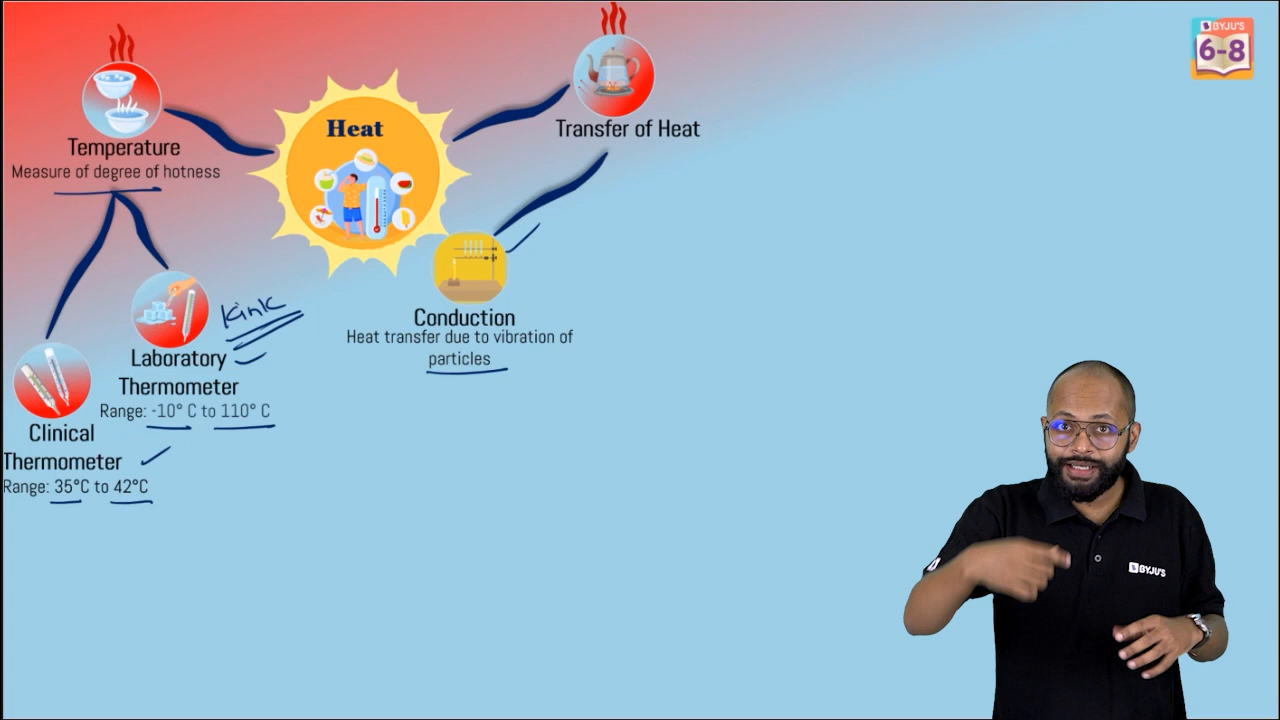 BYJU'S
6-8
Heat
Temperature
Measure of degree of hotness
Transfer of Heat
Kink
Laboratory
Thermometer
Range: -10° C to 110° C
Clinical
Thermometer
Range: 35°C to 42°C
Conduction
Heat transfer due to vibration of
particles
BYJU'S